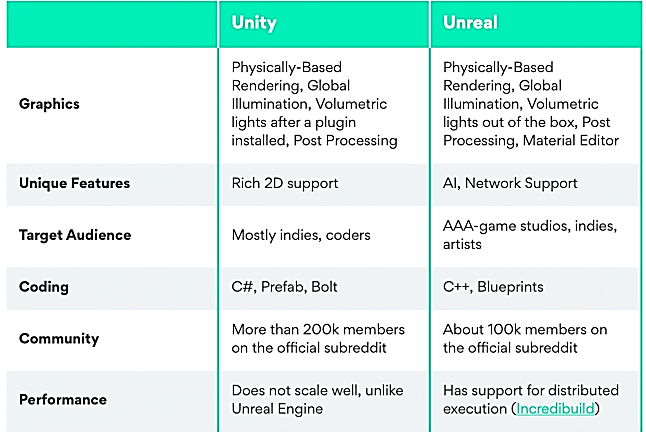 Unity
Unreal
Graphics
Physically-Based
Rendering, Global
Illumination, Volumetric
lights after a plugin
installed, Post Processing
Physically-Based
Rendering, Global
Illumination, Volumetric
lights out of the box, Post
Processing, Material Editor
Unique Features
Rich 2D support
AI, Network Support
Target Audience
Mostly indies, coders
AAA-game studios, indies,
artists
Coding
C#, Prefab, Bolt
C++, Blueprints
Community
More than 200k members
on the official subreddit
About 100k members on
the official subreddit
Performance
Does not scale well, unlike
Unreal Engine
Has support for distributed
execution (Incredibuild)